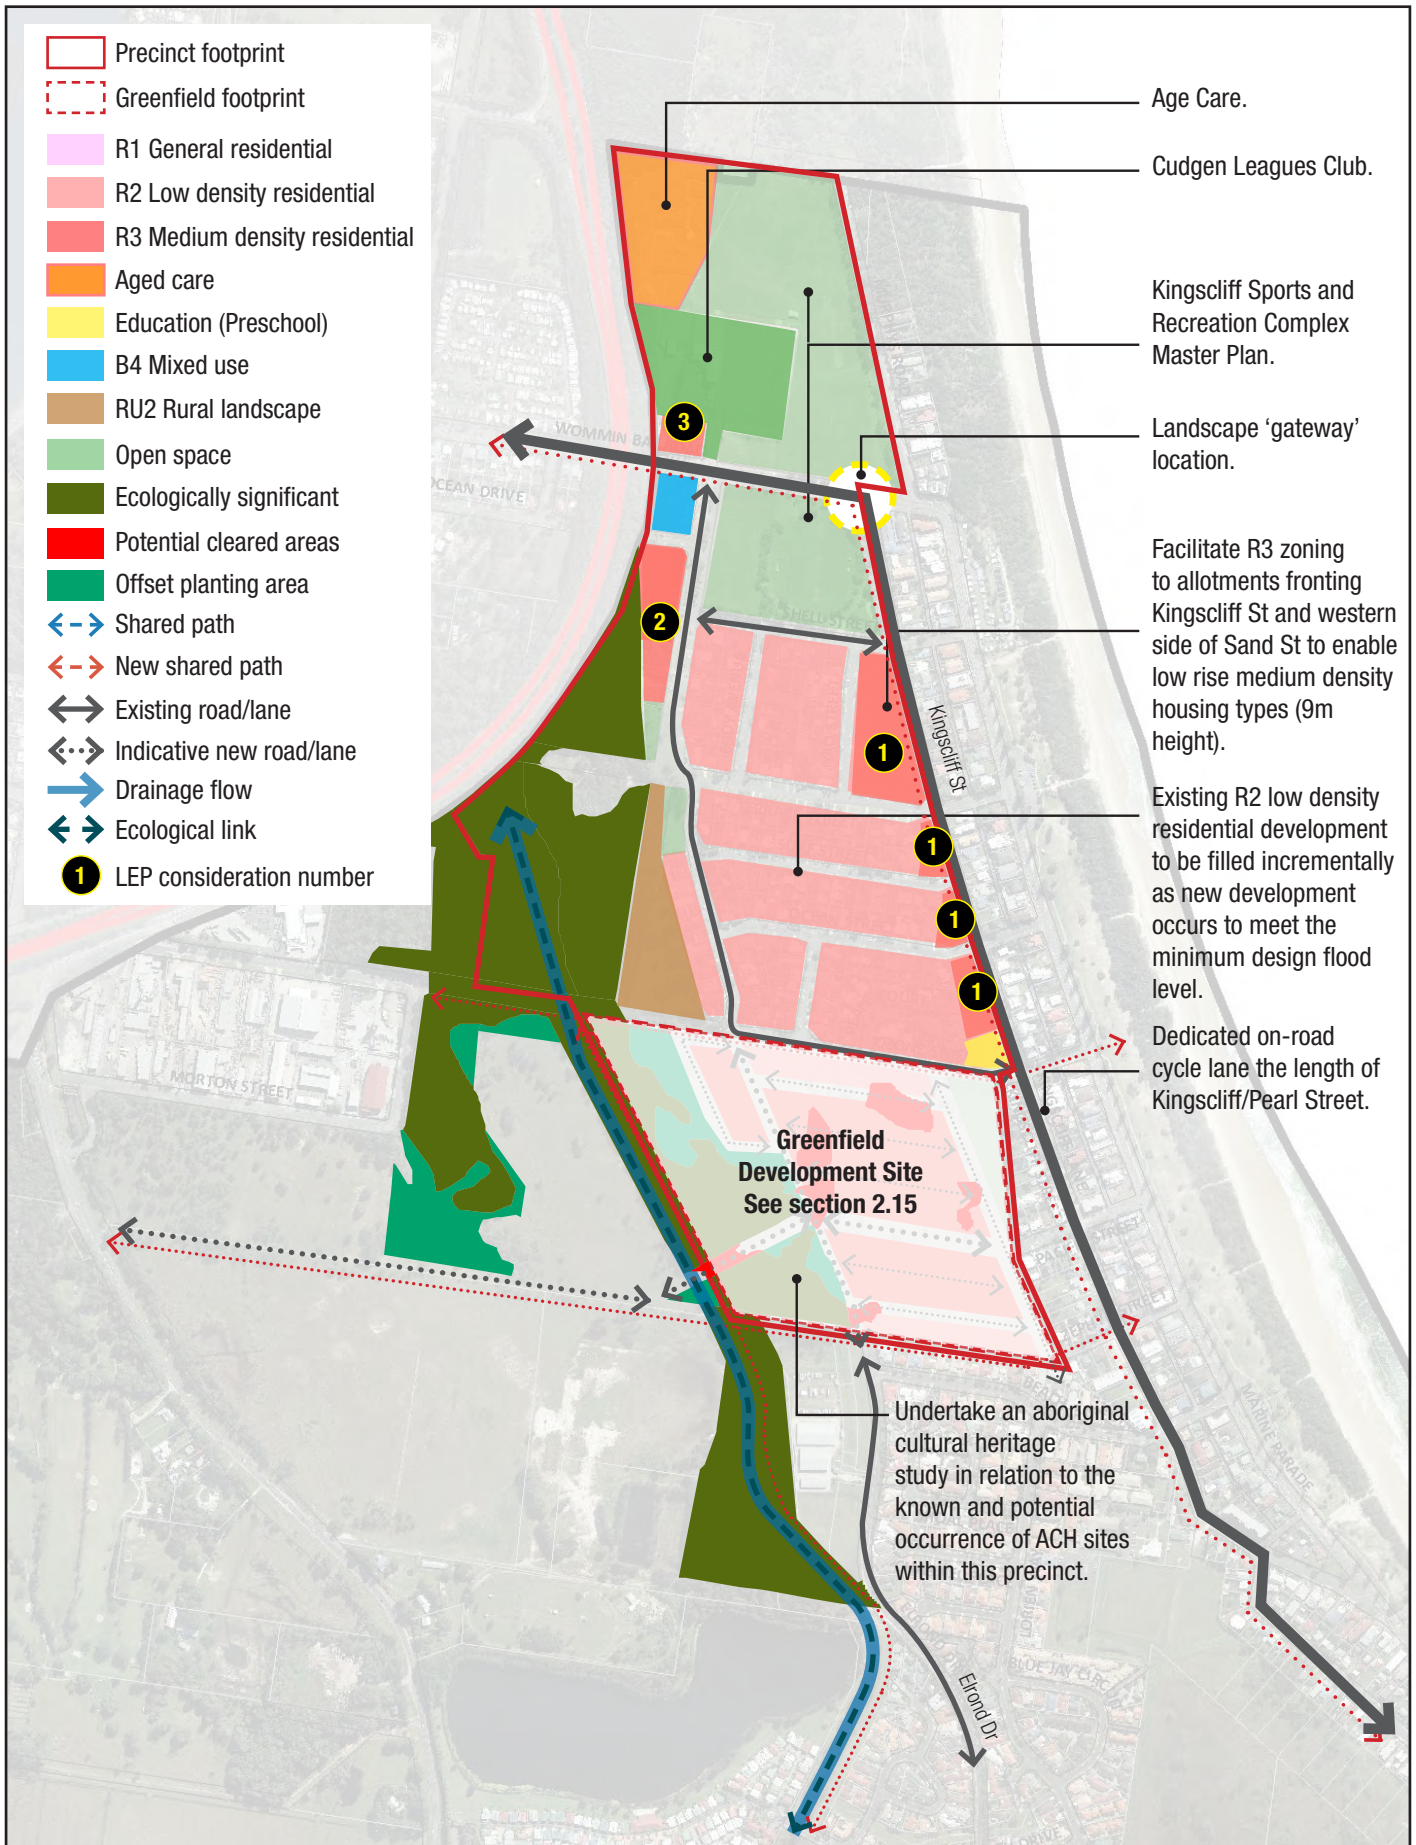 Precinct footprint
Greenfield footprint
R1 General residential
R2 Low density residential
R3 Medium density residential
Aged care
Education (Preschool)
B4 Mixed use
RU2 Rural landscape
Open space
Ecologically significant
Potential cleared areas
Offset planting area
Shared path
New shared path
Existing road/lane
Indicative new road/lane
Drainage flow
Ecological link
1 LEP consideration number
Age Care.
Cudgen Leagues Club.
Kingscliff Sports and
Recreation Complex
Master Plan.
Landscape ‘gateway’
location.
Facilitate R3 zoning
to allotments fronting
Kingscliff St and western
side of Sand St to enable
low rise medium density
housing types (9m
height).
Existing R2 low density
residential development
to be filled incrementally
as new development
occurs to meet the
minimum design flood
level.
Dedicated on-road
cycle lane the length of
Kingscliff/Pearl Street.
3
WOMMIN BA
OCEAN DRIVE
2
SHELL STREET
Kingscliff St
1
1
1
1
MORTON STREET
Greenfield
Development Site
See section 2.15
Undertake an aboriginal
cultural heritage
study in relation to the
known and potential
occurrence of ACH sites
within this precinct.
MARINE PARADE
BLUE JAY CIRC
Elrond Dr
DRIVE